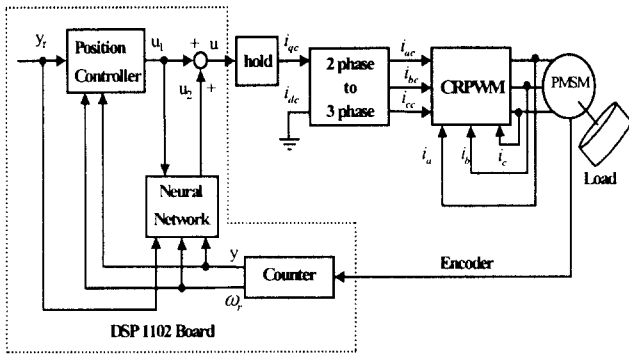 y_r
Position
Controller
u_1
+
u
u_2
+
hold
i_qc
i_dc
2 phase
to
3 phase
i_ac
i_bc
i_cc
CRPWM
i_a
i_b
i_c
PMSM
Load
Neural
Network
y
ω_r
Counter
Encoder
DSP 1102 Board